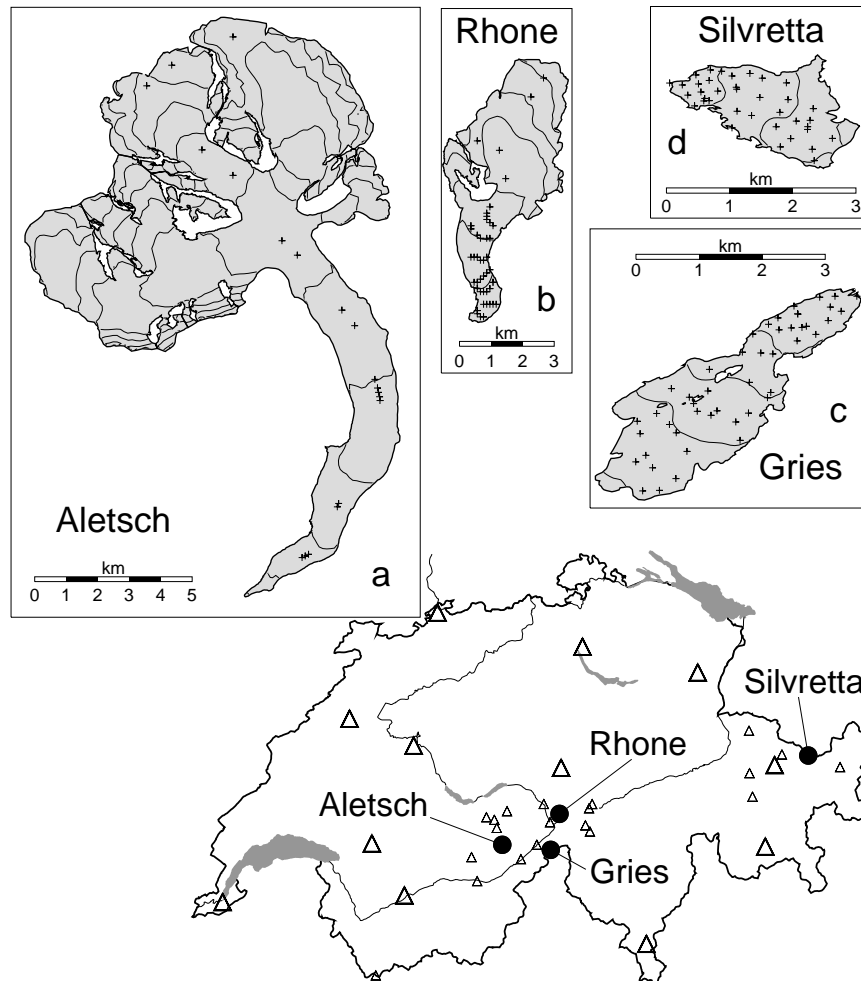 Aletsch
km
0 1 2 3 4 5
a
Rhone
b
km
0 1 2 3
Silvretta
d
km
0 1 2 3
km
0 1 2 3
c
Gries
Silvretta
Rhone
Aletsch
Gries